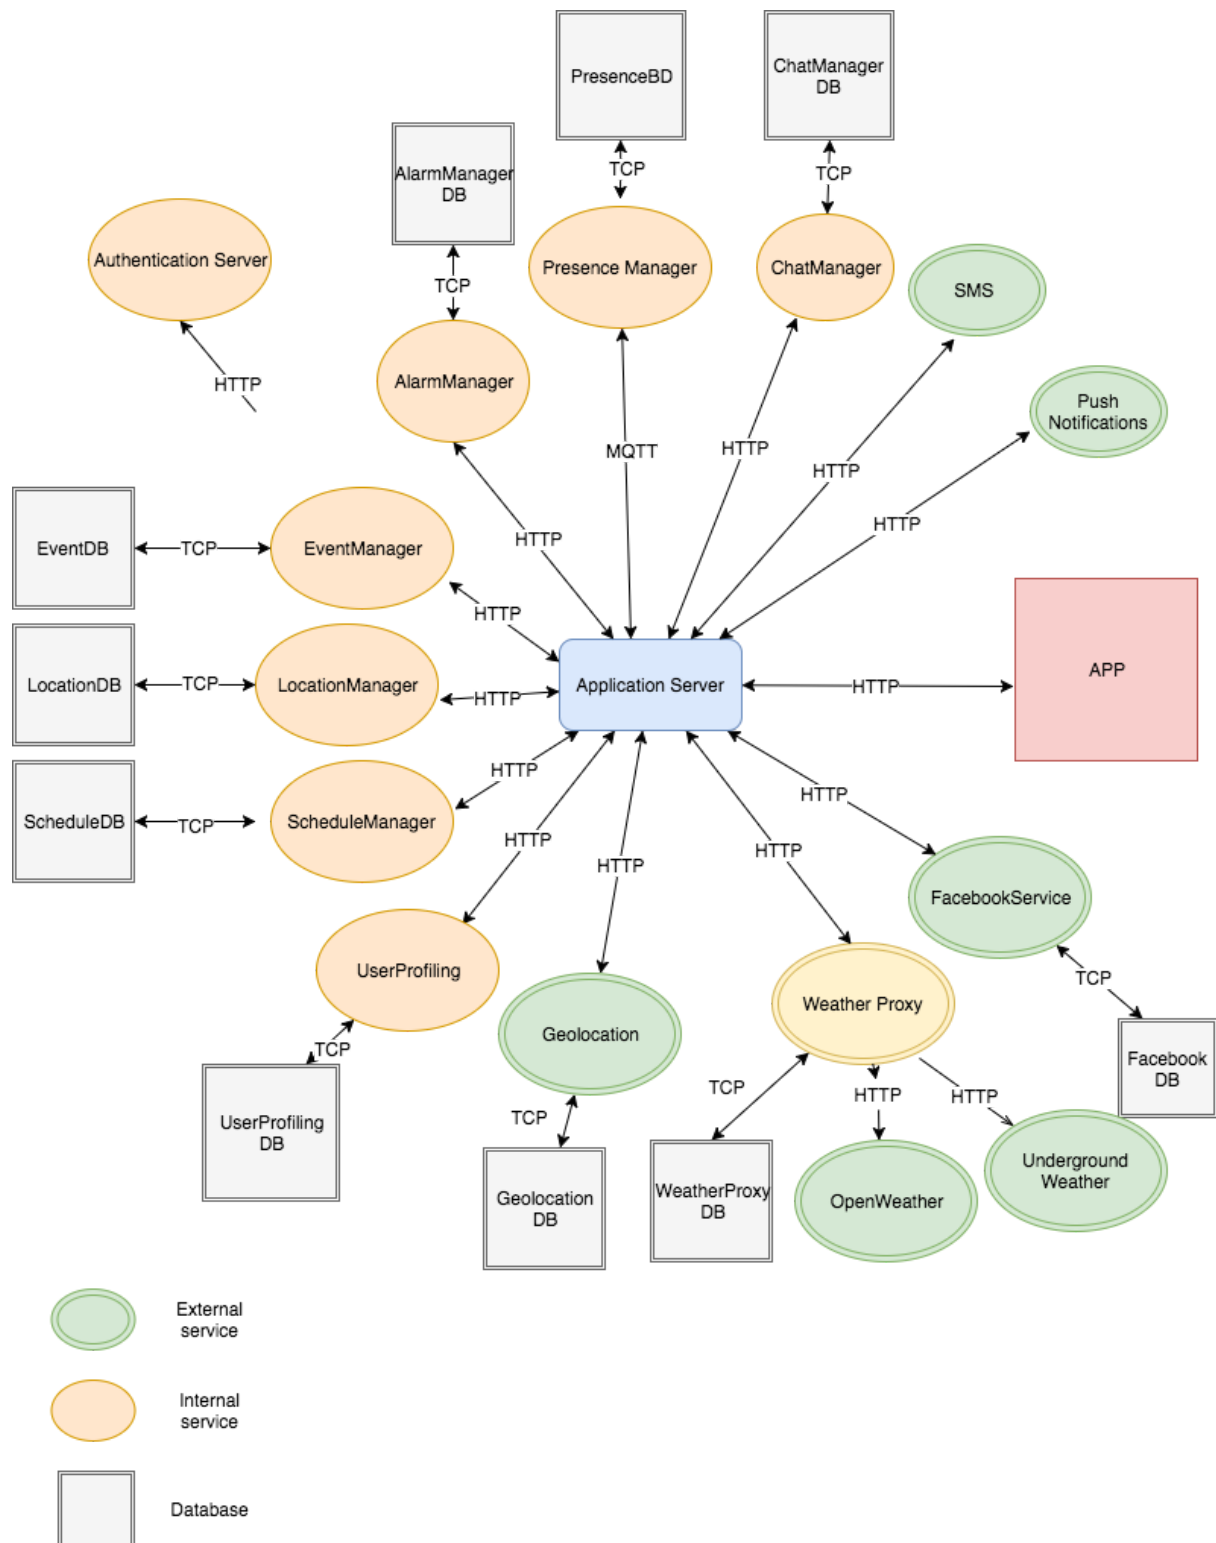 PresenceBD
ChatManager
DB
TCP
TCP
AlarmManager
DB
Authentication Server
Presence Manager
ChatManager
SMS
TCP
HTTP
AlarmManager
Push
Notifications
MQTT
HTTP
HTTP
HTTP
HTTP
EventDB
TCP
EventManager
HTTP
LocationDB
TCP
LocationManager
HTTP
Application Server
HTTP
APP
HTTP
HTTP
ScheduleDB
TCP
ScheduleManager
HTTP
HTTP
HTTP
FacebookService
UserProfiling
TCP
Geolocation
Weather Proxy
TCP
Facebook
DB
TCP
HTTP
HTTP
TCP
UserProfiling
DB
Geolocation
DB
WeatherProxy
DB
OpenWeather
Underground
Weather
External
service
Internal
service
Database